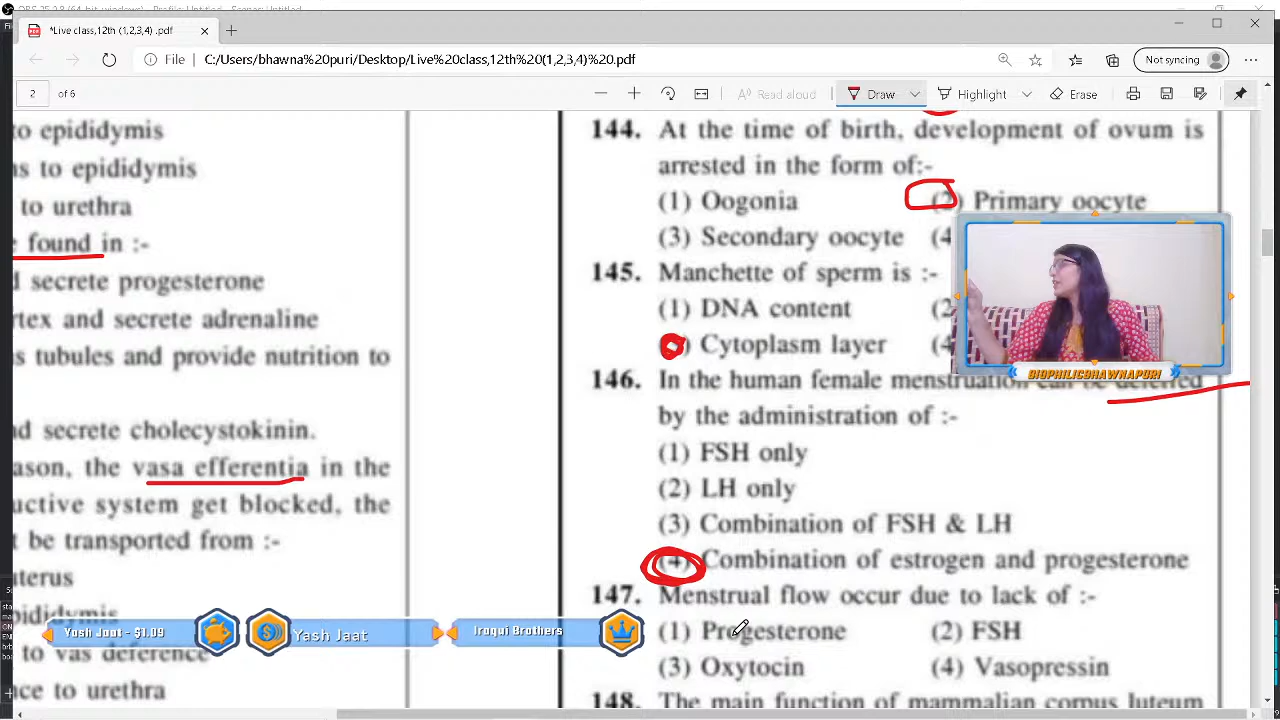 *Live class,12th (1,2,3,4) .pdf
File
C:/Users/bhawna%20puri/Desktop/Live%20class,12th%20(1,2,3,4)%20.pdf
Not syncing
2 of 6
Read aloud
Draw
Highlight
Erase
to epididymis
to epididymis
to urethra
found in :-
secrete progesterone
and secrete adrenaline
tubules and provide nutrition to
secrete cholecystokinin.
the vasa efferentia in the
system get blocked, the
be transported from :-
to vas deference
to urethra
144. At the time of birth, development of ovum is
arrested in the form of:-
(1) Oogonia (2) Primary oocyte
(3) Secondary oocyte (4
145. Manchette of sperm is :-
(1) DNA content (2
) Cytoplasm layer (4
146. In the human female menstruation can be deferred
by the administration of :-
(1) FSH only
(2) LH only
(3) Combination of FSH & LH
(4) Combination of estrogen and progesterone
147. Menstrual flow occur due to lack of :-
(1) Progesterone (2) FSH
(3) Oxytocin (4) Vasopressin
148. The main function of mammalian corpus luteum
BIOPHILICBHAWNAPURI
Yash Jaat - $1.09
Yash Jaat
Iraqui Brothers